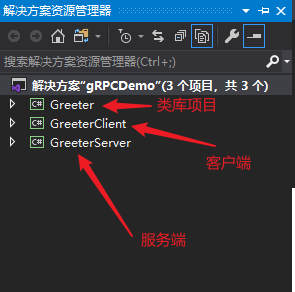 解决方案资源管理器
搜索解决方案资源管理器(Ctrl+;)
解决方案"gRPCDemo"(3 个项目，共 3 个)
C# Greeter 类库项目
C# GreeterClient
客户端
C# GreeterServer
服务端